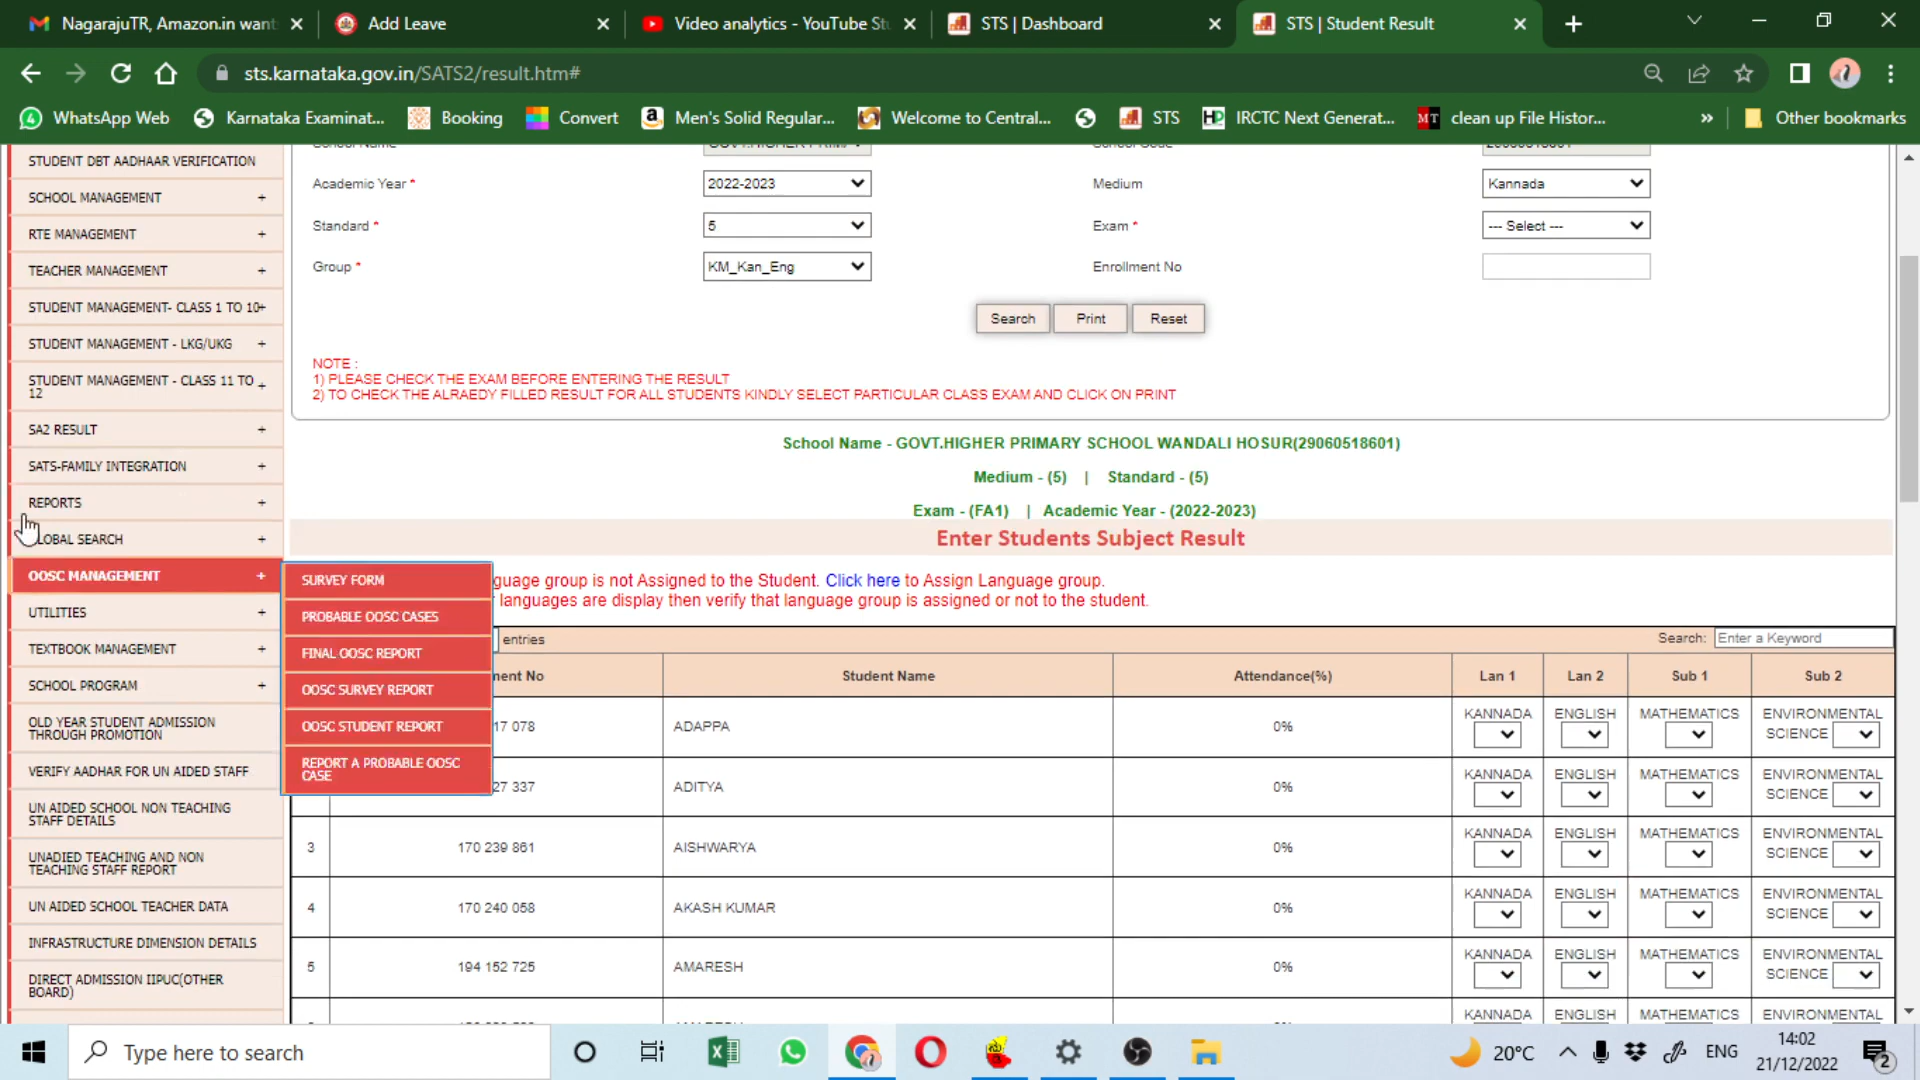 NagarajuTR, Amazon.in want
Add Leave
Video analytics - YouTube Stu
STS | Dashboard
STS | Student Result
sts.karnataka.gov.in/SATS2/result.htm#
WhatsApp Web
Karnataka Examinat...
Booking
Convert
Men's Solid Regular...
Welcome to Central...
STS
IRCTC Next Generat...
MT
clean up File Histor...
»
Other bookmarks
STUDENT DBT AADHAAR VERIFICATION
SCHOOL MANAGEMENT +
RTE MANAGEMENT +
TEACHER MANAGEMENT +
STUDENT MANAGEMENT- CLASS 1 TO 10+
STUDENT MANAGEMENT - LKG/UKG +
STUDENT MANAGEMENT - CLASS 11 TO +
12
SA2 RESULT +
SATS-FAMILY INTEGRATION +
REPORTS +
GLOBAL SEARCH +
OOSC MANAGEMENT +
UTILITIES +
TEXTBOOK MANAGEMENT +
SCHOOL PROGRAM +
OLD YEAR STUDENT ADMISSION
THROUGH PROMOTION
VERIFY AADHAR FOR UN AIDED STAFF
UN AIDED SCHOOL NON TEACHING
STAFF DETAILS
UNADIED TEACHING AND NON
TEACHING STAFF REPORT
UN AIDED SCHOOL TEACHER DATA
INFRASTRUCTURE DIMENSION DETAILS
DIRECT ADMISSION IIPUC(OTHER
BOARD)
SURVEY FORM
PROBABLE OOSC CASES
FINAL OOSC REPORT
OOSC SURVEY REPORT
OOSC STUDENT REPORT
REPORT A PROBABLE OOSC
CASE
Academic Year * 2022-2023 Medium Kannada
Standard * 5 Exam * --- Select ---
Group * KM_Kan_Eng Enrollment No
Search Print Reset
NOTE :
1) PLEASE CHECK THE EXAM BEFORE ENTERING THE RESULT
2) TO CHECK THE ALRAEDY FILLED RESULT FOR ALL STUDENTS KINDLY SELECT PARTICULAR CLASS EXAM AND CLICK ON PRINT
School Name - GOVT.HIGHER PRIMARY SCHOOL WANDALI HOSUR(29060518601)
Medium - (5) | Standard - (5)
Exam - (FA1) | Academic Year - (2022-2023)
Enter Students Subject Result
guage group is not Assigned to the Student. Click here to Assign Language group.
languages are display then verify that language group is assigned or not to the student.
entries Search: Enter a Keyword
nent No Student Name Attendance(%) Lan 1 Lan 2 Sub 1 Sub 2
17 078 ADAPPA 0% KANNADA ENGLISH MATHEMATICS ENVIRONMENTAL
SCIENCE
27 337 ADITYA 0% KANNADA ENGLISH MATHEMATICS ENVIRONMENTAL
SCIENCE
3 170 239 861 AISHWARYA 0% KANNADA ENGLISH MATHEMATICS ENVIRONMENTAL
SCIENCE
4 170 240 058 AKASH KUMAR 0% KANNADA ENGLISH MATHEMATICS ENVIRONMENTAL
SCIENCE
5 194 152 725 AMARESH 0% KANNADA ENGLISH MATHEMATICS ENVIRONMENTAL
SCIENCE
KANNADA ENGLISH MATHEMATICS ENVIRONMENTAL
Type here to search
20°C
ENG
14:02
21/12/2022
2